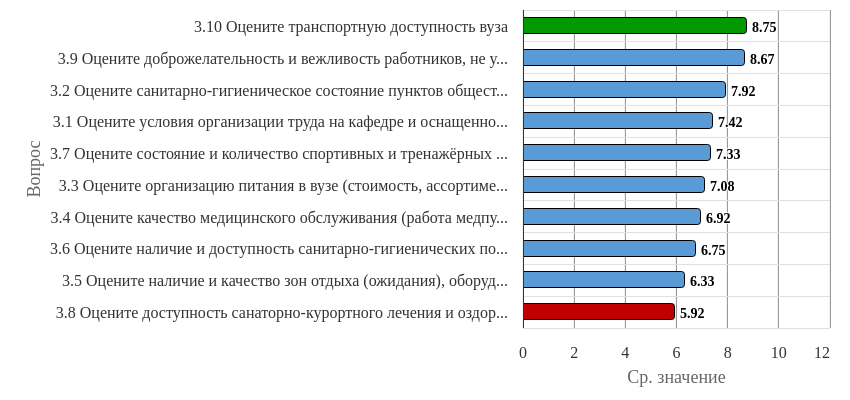 3.10 Оцените транспортную доступность вуза 8.75
3.9 Оцените доброжелательность и вежливость работников, не у... 8.67
3.2 Оцените санитарно-гигиеническое состояние пунктов общест... 7.92
3.1 Оцените условия организации труда на кафедре и оснащенно... 7.42
3.7 Оцените состояние и количество спортивных и тренажёрных ... 7.33
3.3 Оцените организацию питания в вузе (стоимость, ассортиме... 7.08
3.4 Оцените качество медицинского обслуживания (работа медпу... 6.92
3.6 Оцените наличие и доступность санитарно-гигиенических по... 6.75
3.5 Оцените наличие и качество зон отдыха (ожидания), оборуд... 6.33
3.8 Оцените доступность санаторно-курортного лечения и оздор... 5.92
Вопрос
0 2 4 6 8 10 12
Ср. значение